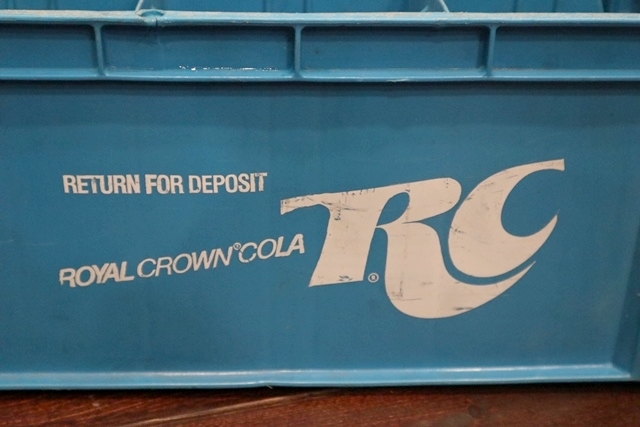 RETURN FOR DEPOSIT
ROYAL CROWN® COLA
RC®